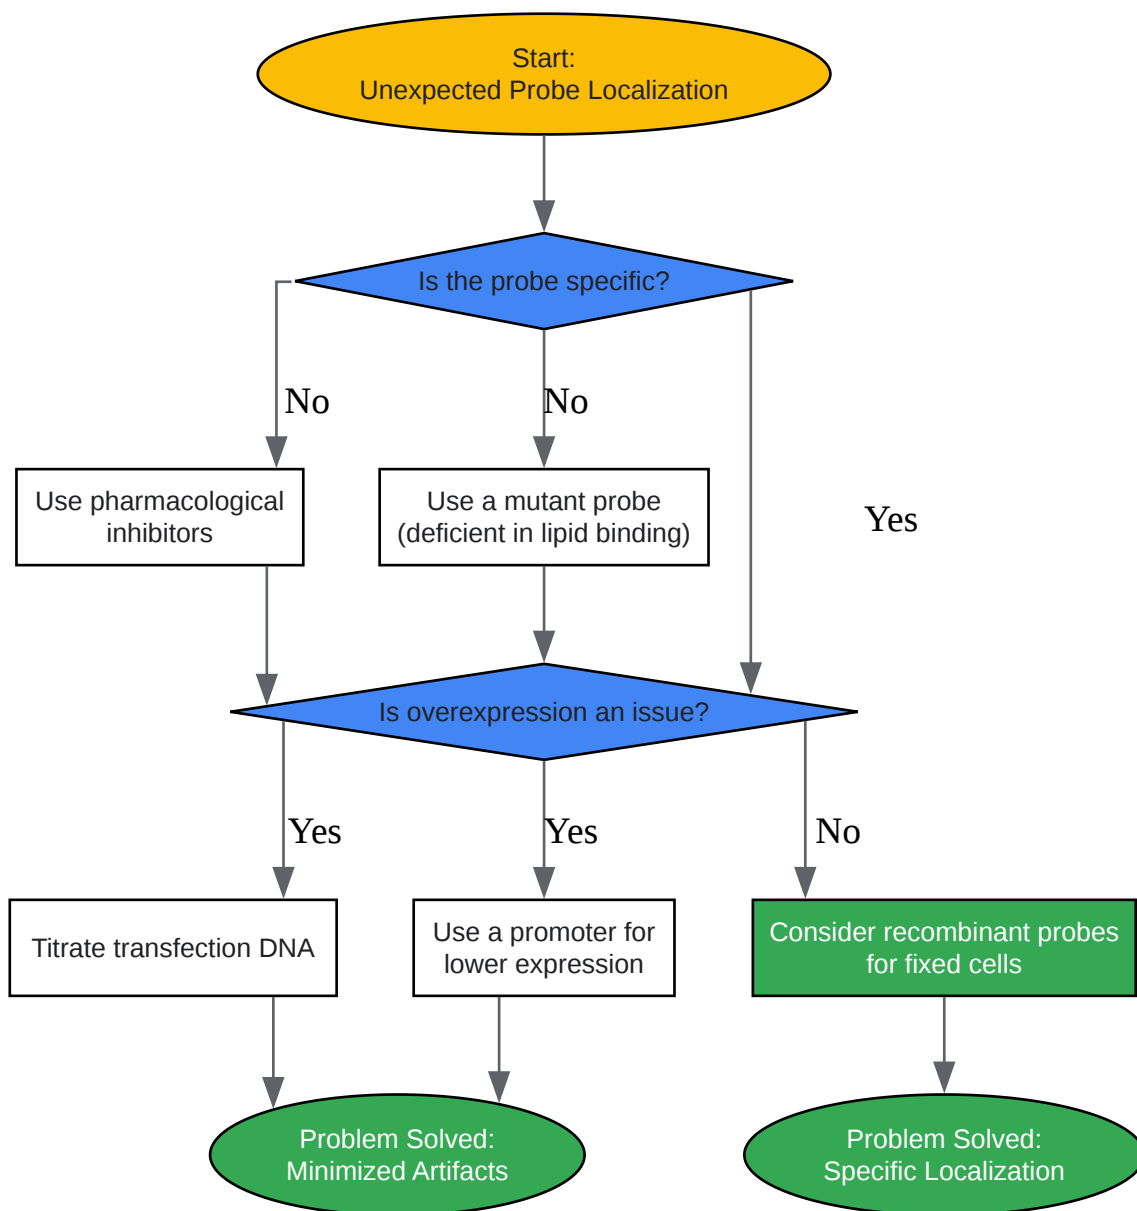 Start:
Unexpected Probe Localization
Is the probe specific?
No
No
Use pharmacological
inhibitors
Use a mutant probe
(deficient in lipid binding)
Yes
Is overexpression an issue?
Yes
Yes
No
Titrate transfection DNA
Use a promoter for
lower expression
Consider recombinant probes
for fixed cells
Problem Solved:
Minimized Artifacts
Problem Solved:
Specific Localization